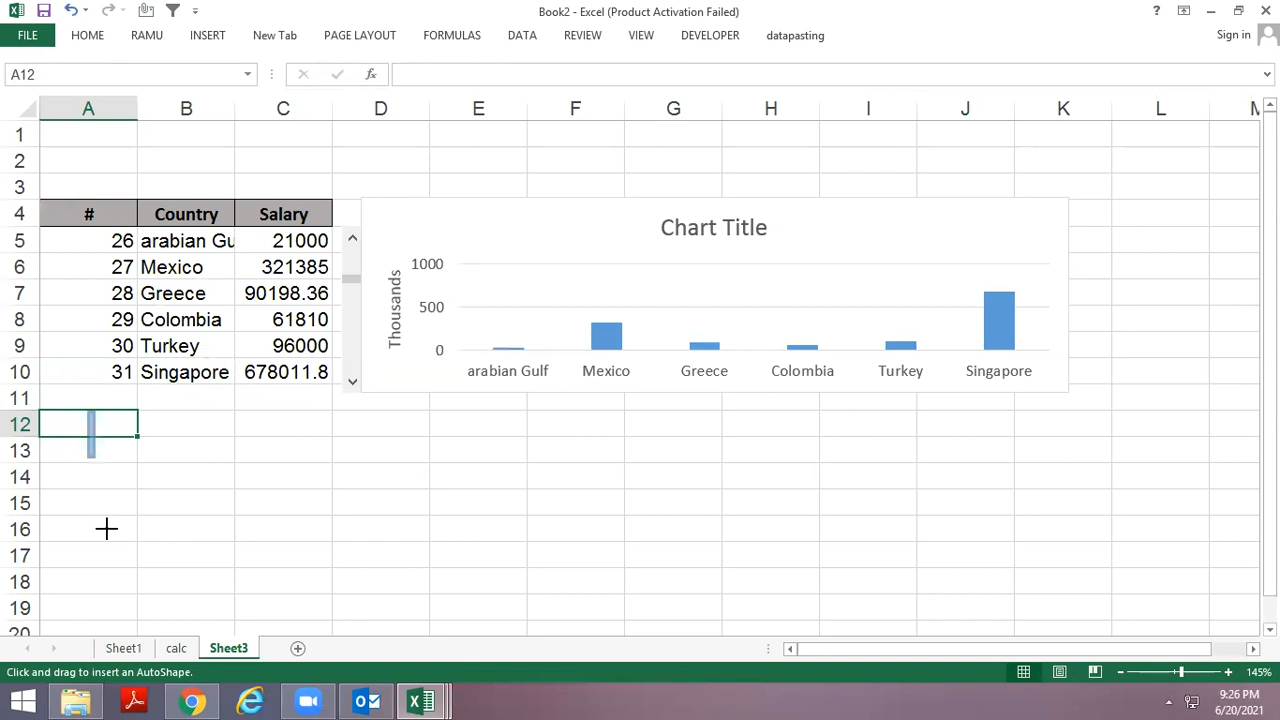 Book2 - Excel (Product Activation Failed)
?
FILE HOME RAMU INSERT New Tab PAGE LAYOUT FORMULAS DATA REVIEW VIEW DEVELOPER datapasting Sign in
A12 fx
A B C D E F G H I J K L M
1
2
3
4 # Country Salary
5 26 arabian Gu 21000
6 27 Mexico 321385
7 28 Greece 90198.36
8 29 Colombia 61810
9 30 Turkey 96000
10 31 Singapore 678011.8
11
12
13
14
15
16
17
18
19
20
Chart Title
Thousands
1000
500
0
arabian Gulf Mexico Greece Colombia Turkey Singapore
Sheet1 calc Sheet3
Click and drag to insert an AutoShape. 145%
9:26 PM
6/20/2021